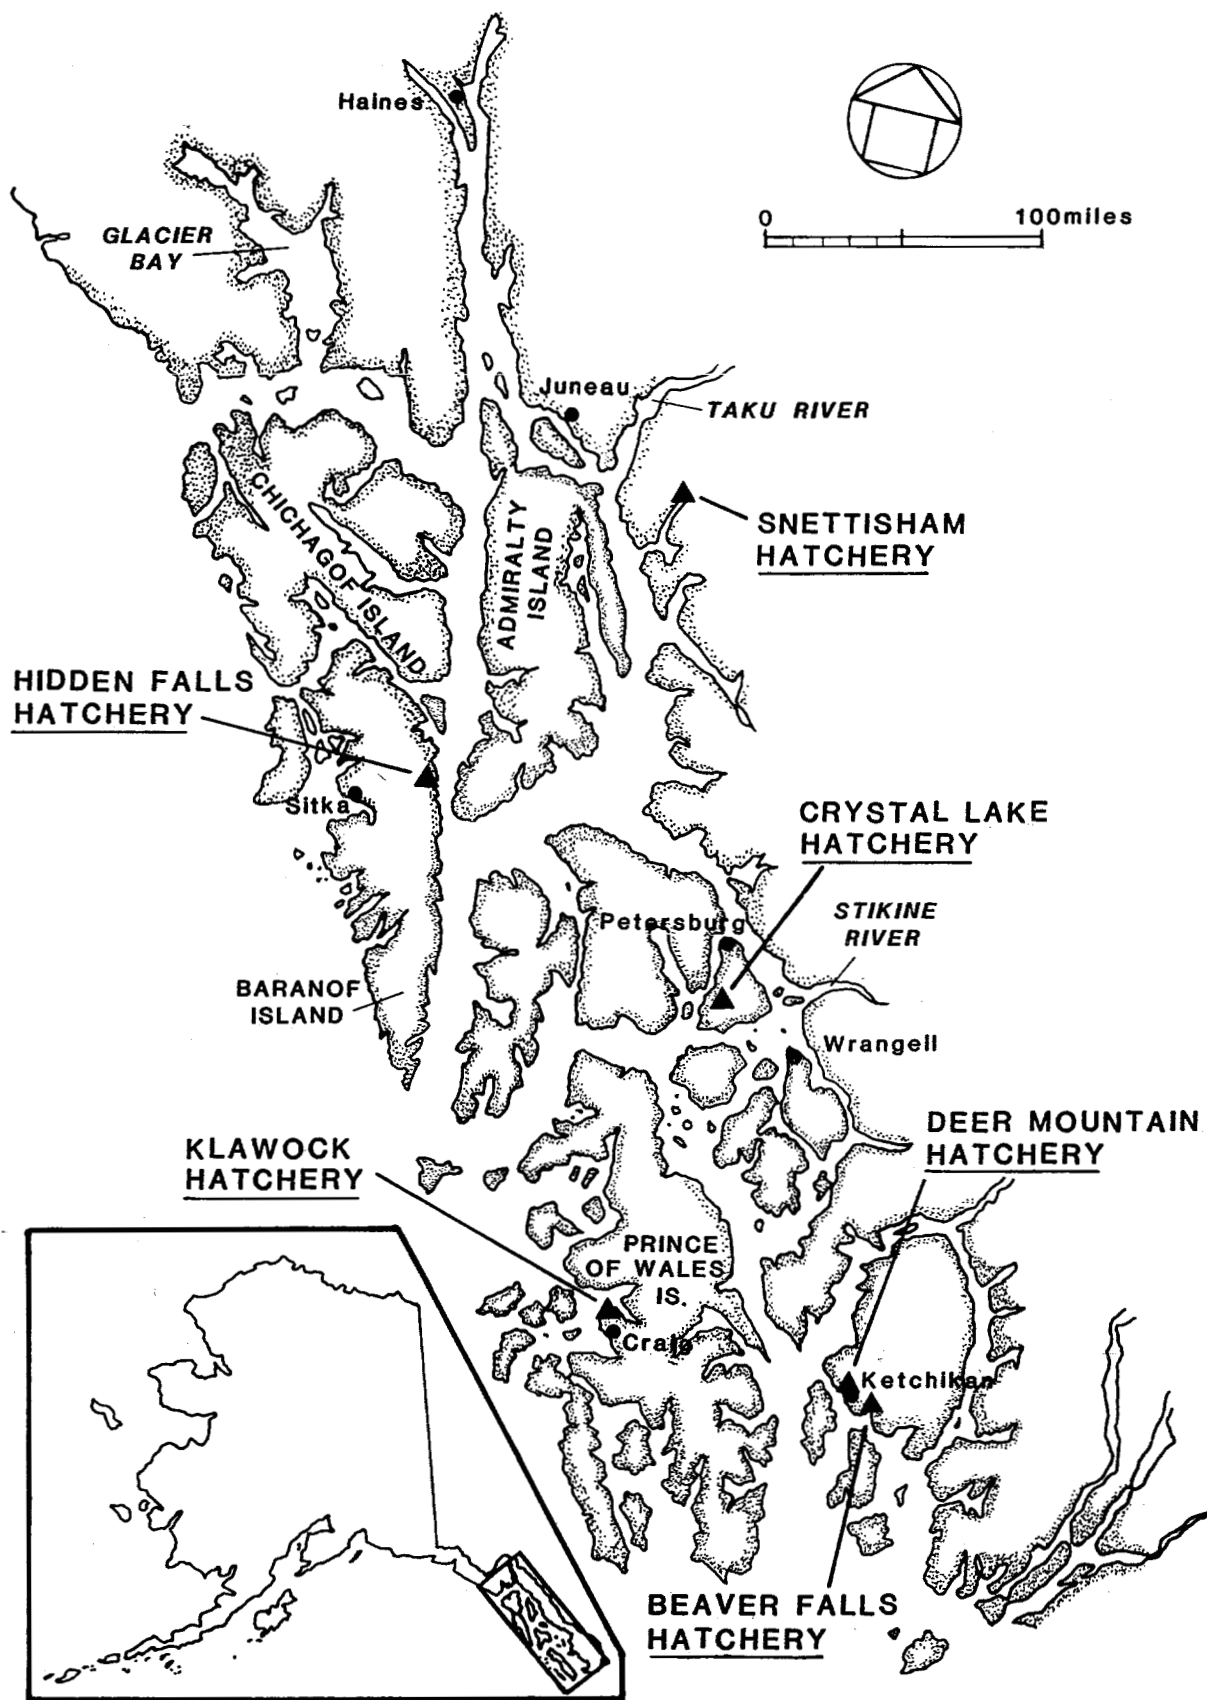 Haines
GLACIER
BAY
0 100miles
Juneau
TAKU RIVER
SNETTISHAM
HATCHERY
CHICHAGOF ISLAND
ADMIRALTY
ISLAND
HIDDEN FALLS
HATCHERY
Sitka
CRYSTAL LAKE
HATCHERY
Petersburg
STIKINE
RIVER
BARANOF
ISLAND
Wrangell
DEER MOUNTAIN
HATCHERY
KLAWOCK
HATCHERY
PRINCE
OF WALES
IS.
Craig
Ketchikan
BEAVER FALLS
HATCHERY